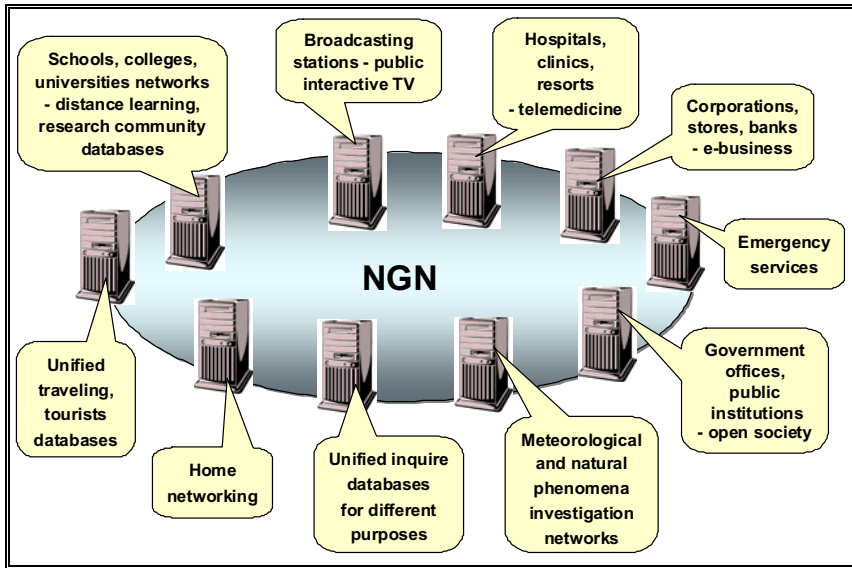 Schools, colleges,
universities networks
- distance learning,
research community
databases
Broadcasting
stations - public
interactive TV
Hospitals,
clinics,
resorts
- telemedicine
Corporations,
stores, banks
- e-business
Emergency
services
NGN
Unified
traveling,
tourists
databases
Home
networking
Unified inquire
databases
for different
purposes
Meteorological
and natural
phenomena
investigation
networks
Government
offices,
public
institutions
- open society